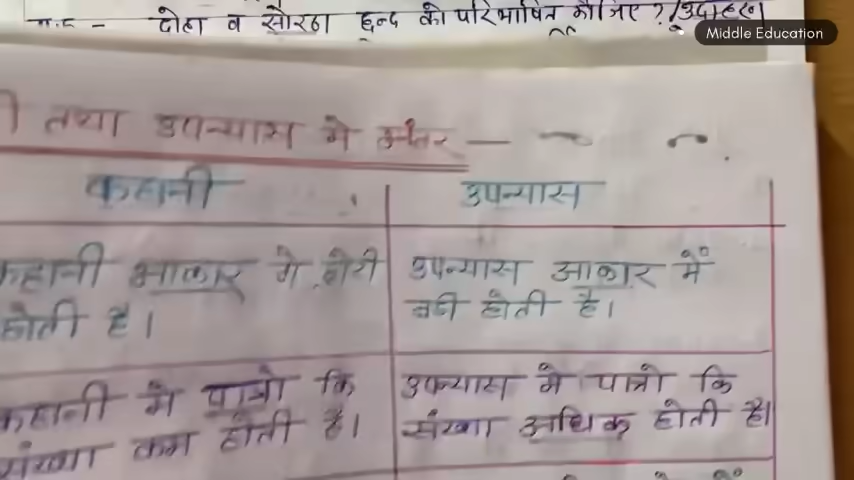 दोहा व सोरठा छन्द को परिभाषित कीजिए ? (उदाहरण)
Middle Education
तथा उपन्यास मे अन्तर —
कहानी
उपन्यास
कहानी आकार मे छोटी
होती है।
उपन्यास आकार में
बडी होती है।
कहानी मे पात्रो कि
संख्या कम होती है।
उपन्यास मे पात्रो कि
संख्या अधिक होती है।